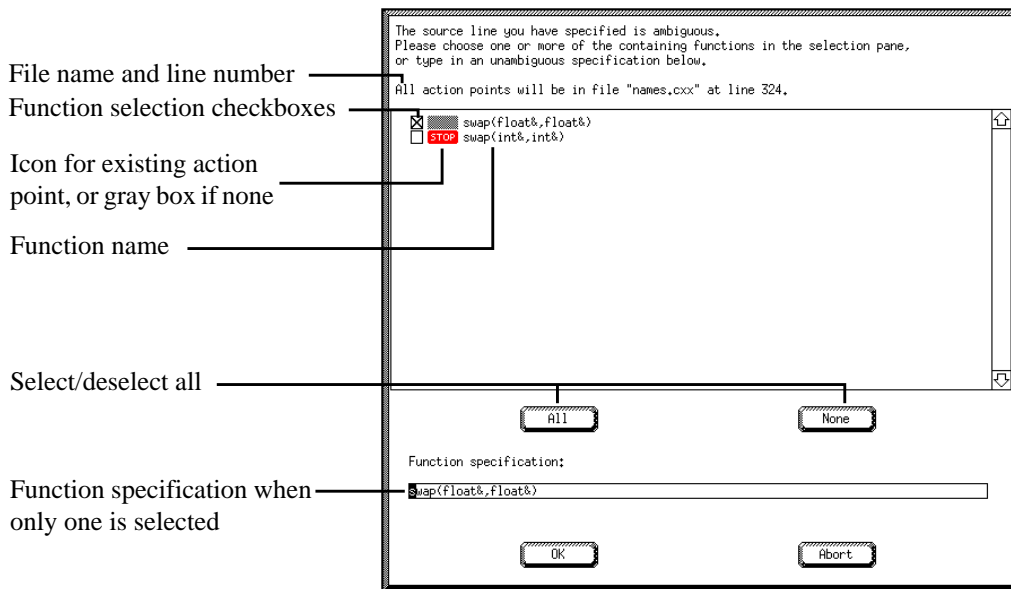 The source line you have specified is ambiguous.
Please choose one or more of the containing functions in the selection pane,
or type in an unambiguous specification below.
File name and line number
All action points will be in file "names.cxx" at line 324.
Function selection checkboxes
swap(float&,float&)
STOP swap(int&,int&)
Icon for existing action
point, or gray box if none
Function name
Select/deselect all
All None
Function specification:
Function specification when
only one is selected
swap(float&,float&)
OK Abort